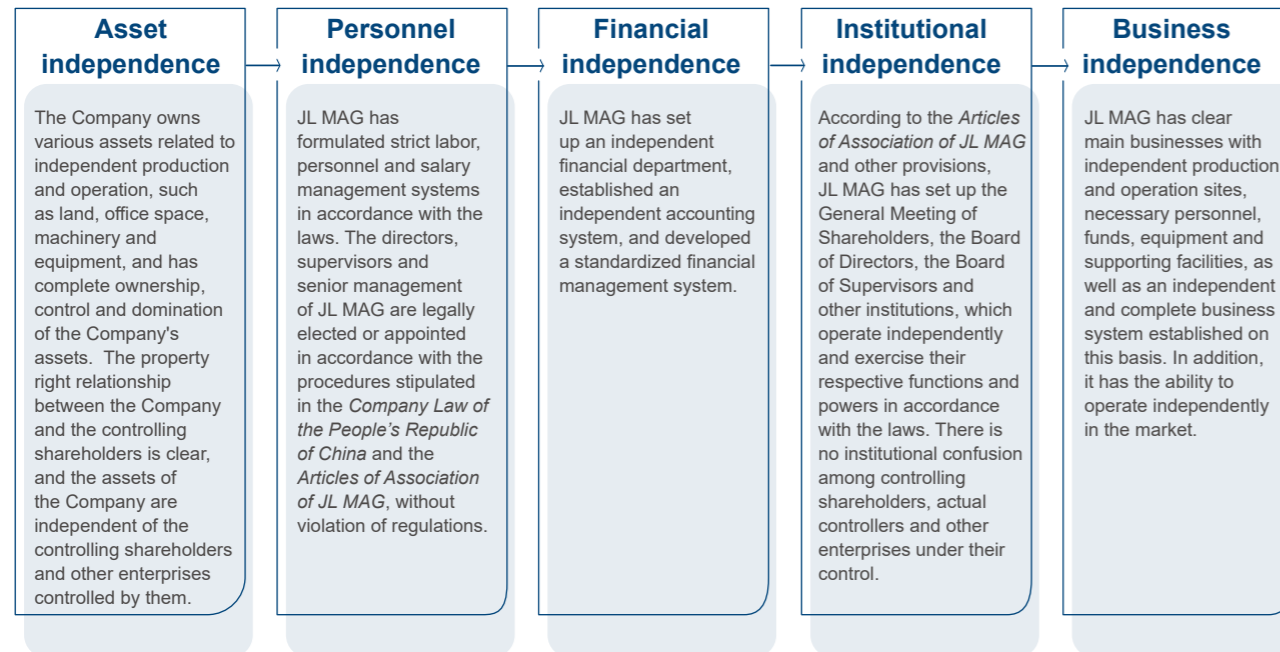 Asset
independence
The Company owns
various assets related to
independent production
and operation, such
as land, office space,
machinery and
equipment, and has
complete ownership,
control and domination
of the Company's
assets.  The property
right relationship
between the Company
and the controlling
shareholders is clear,
and the assets of
the Company are
independent of the
controlling shareholders
and other enterprises
controlled by them.
Personnel
independence
JL MAG has
formulated strict labor,
personnel and salary
management systems
in accordance with the
laws. The directors,
supervisors and
senior management
of JL MAG are legally
elected or appointed
in accordance with the
procedures stipulated
in the Company Law of
the People’s Republic
of China and the
Articles of Association
of JL MAG, without
violation of regulations.
Financial
independence
JL MAG has set
up an independent
financial department,
established an
independent accounting
system, and developed
a standardized financial
management system.
Institutional
independence
According to the Articles
of Association of JL MAG
and other provisions,
JL MAG has set up the
General Meeting of
Shareholders, the Board
of Directors, the Board
of Supervisors and
other institutions, which
operate independently
and exercise their
respective functions and
powers in accordance
with the laws. There is
no institutional confusion
among controlling
shareholders, actual
controllers and other
enterprises under their
control.
Business
independence
JL MAG has clear
main businesses with
independent production
and operation sites,
necessary personnel,
funds, equipment and
supporting facilities, as
well as an independent
and complete business
system established on
this basis. In addition,
it has the ability to
operate independently
in the market.